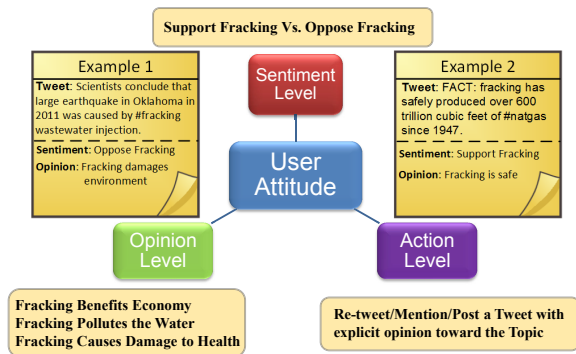 Support Fracking Vs. Oppose Fracking
Example 1
Tweet: Scientists conclude that
large earthquake in Oklahoma in
2011 was caused by #fracking
wastewater injection.
Sentiment: Oppose Fracking
Opinion: Fracking damages
environment
Sentiment
Level
Example 2
Tweet: FACT: fracking has
safely produced over 600
trillion cubic feet of #natgas
since 1947.
Sentiment: Support Fracking
Opinion: Fracking is safe
User
Attitude
Opinion
Level
Action
Level
Fracking Benefits Economy
Fracking Pollutes the Water
Fracking Causes Damage to Health
Re-tweet/Mention/Post a Tweet with
explicit opinion toward the Topic